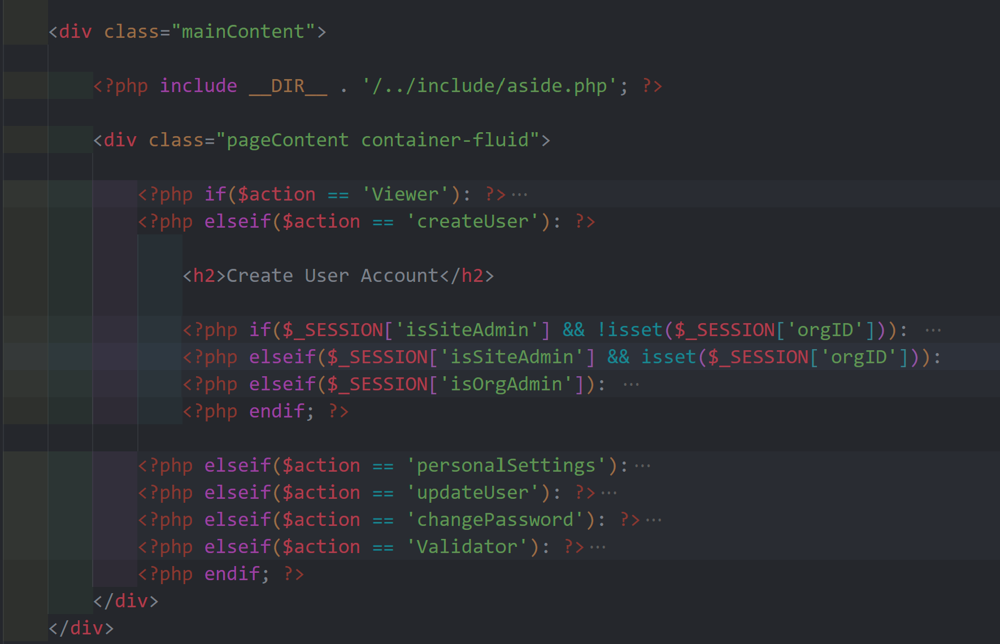 <div class="mainContent">
<?php include __DIR__ . '/../include/aside.php'; ?>
<div class="pageContent container-fluid">
<?php if($action == 'Viewer'): ?>···
<?php elseif($action == 'createUser'): ?>
<h2>Create User Account</h2>
<?php if($_SESSION['isSiteAdmin'] && !isset($_SESSION['orgID'])): ···
<?php elseif($_SESSION['isSiteAdmin'] && isset($_SESSION['orgID'])):
<?php elseif($_SESSION['isOrgAdmin']): ···
<?php endif; ?>
<?php elseif($action == 'personalSettings'):···
<?php elseif($action == 'updateUser'): ?>···
<?php elseif($action == 'changePassword'): ?>···
<?php elseif($action == 'Validator'): ?>···
<?php endif; ?>
</div>
</div>